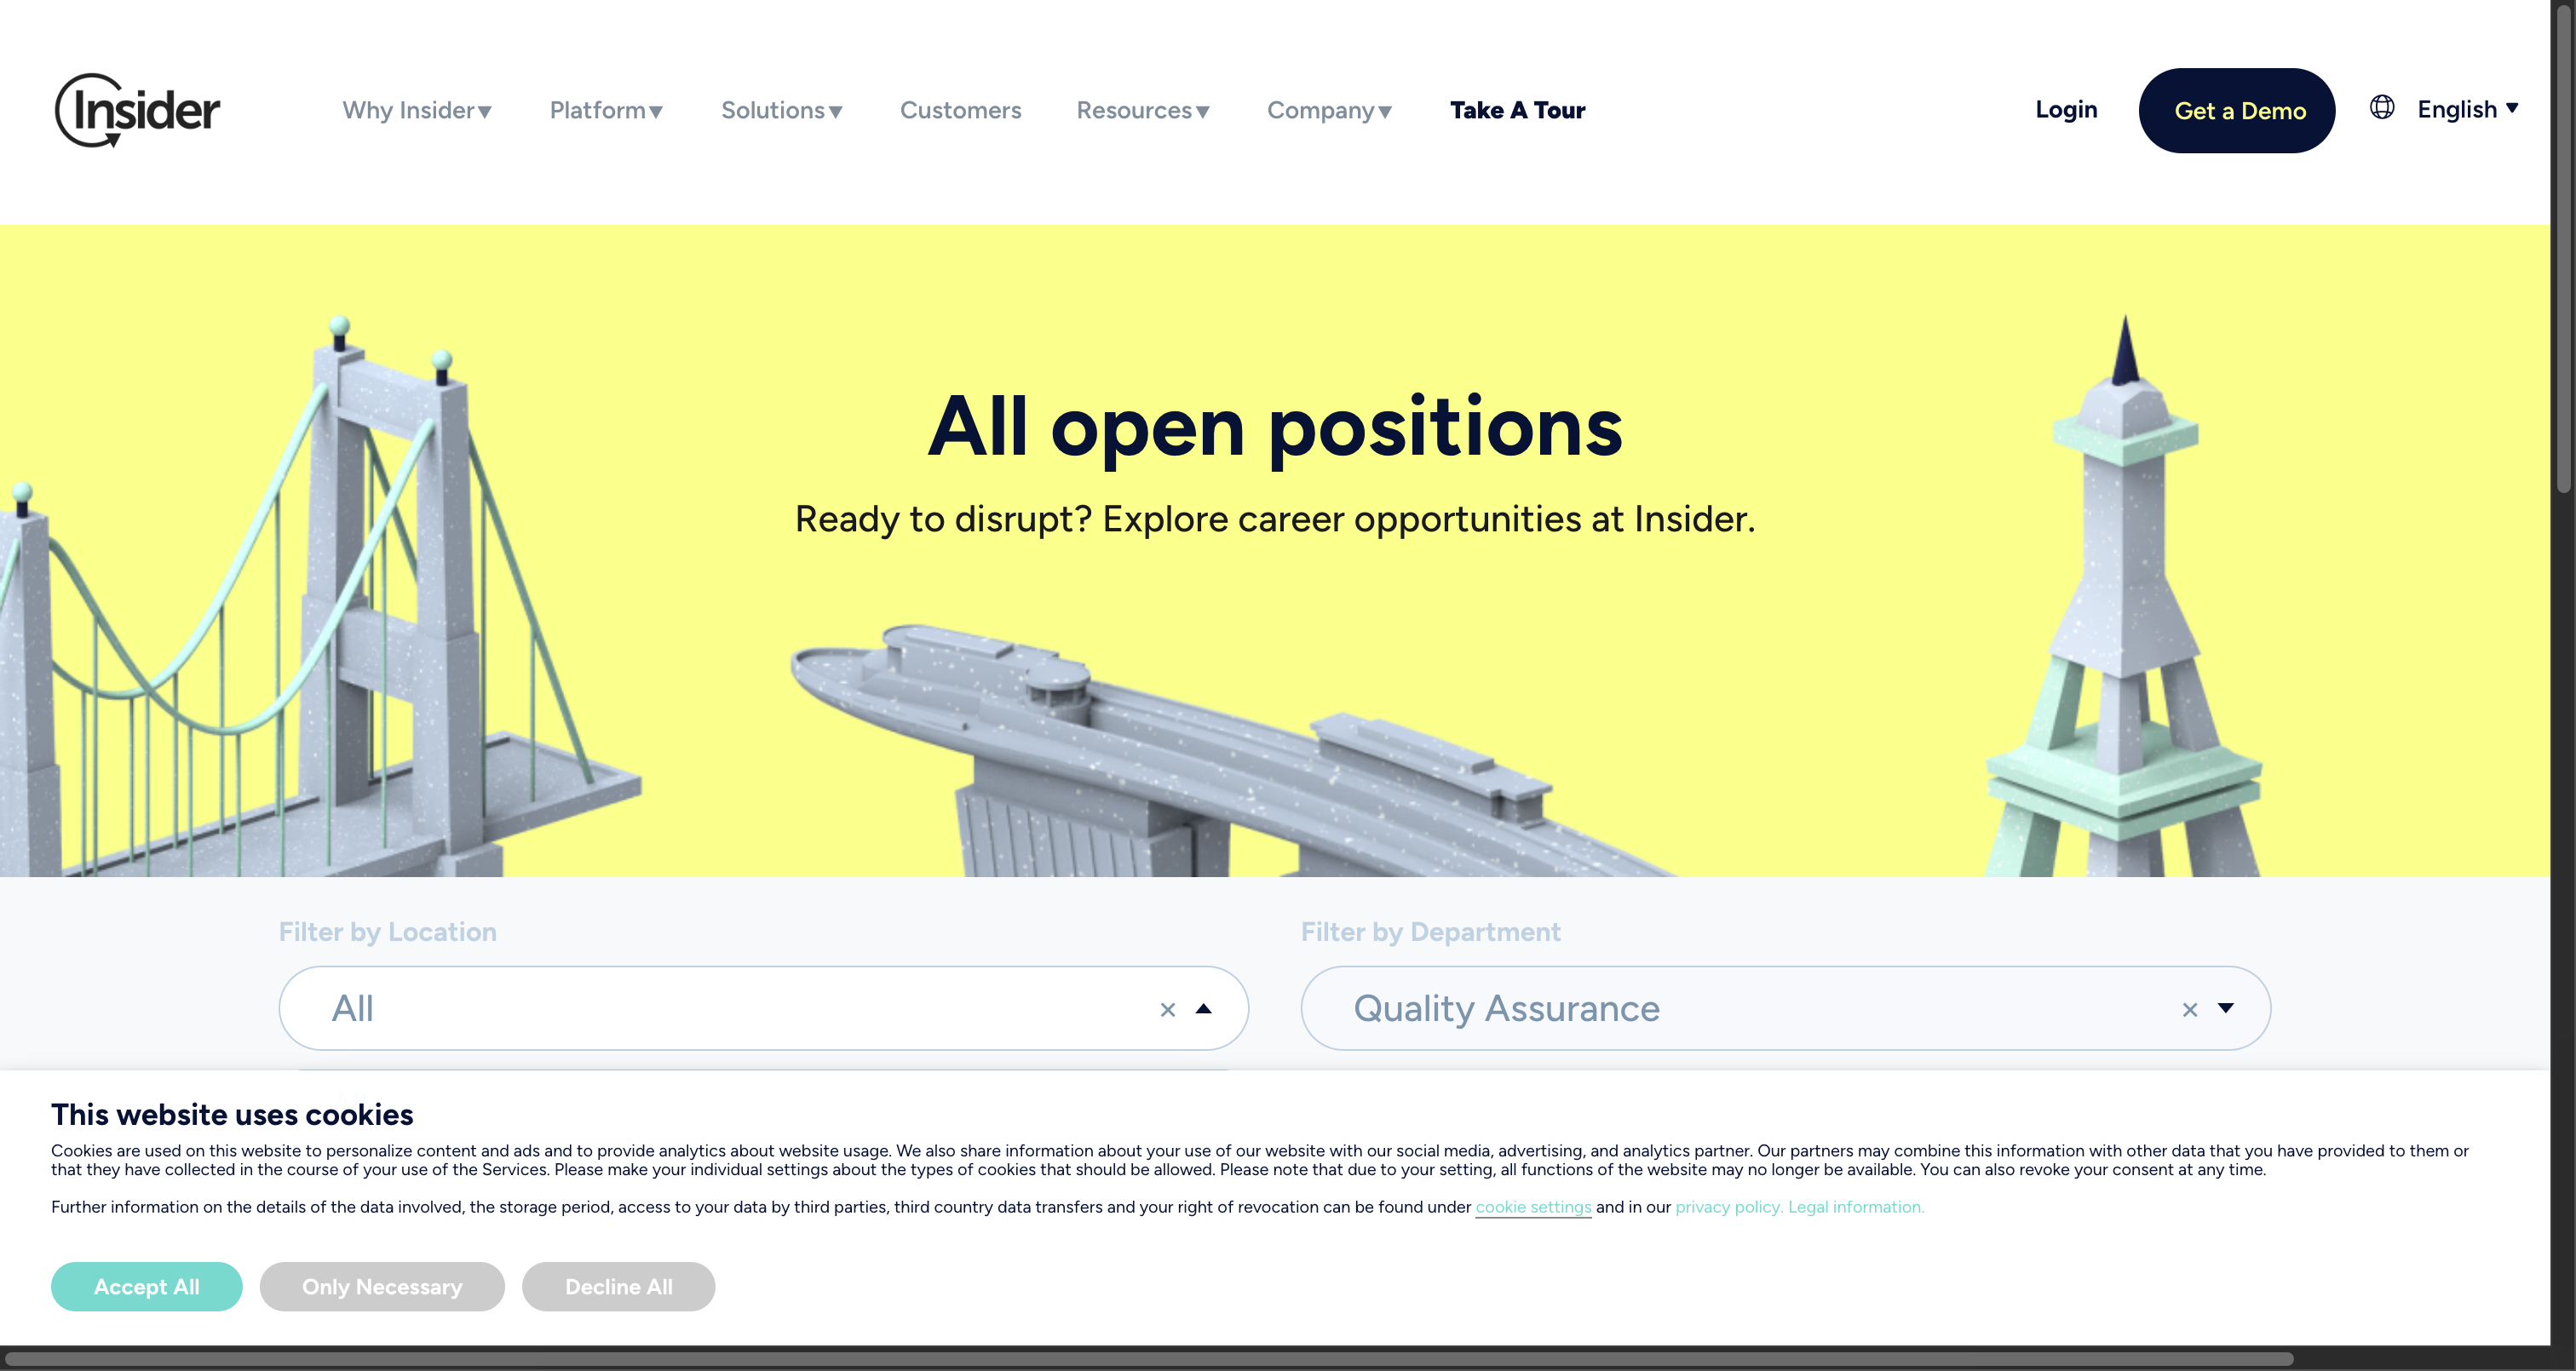 Insider
Why Insider▼ Platform▼ Solutions▼ Customers Resources▼ Company▼ Take A Tour
Login Get a Demo English ▼
All open positions
Ready to disrupt? Explore career opportunities at Insider.
Filter by Location Filter by Department
All × ▲ Quality Assurance × ▼
This website uses cookies
Cookies are used on this website to personalize content and ads and to provide analytics about website usage. We also share information about your use of our website with our social media, advertising, and analytics partner. Our partners may combine this information with other data that you have provided to them or
that they have collected in the course of your use of the Services. Please make your individual settings about the types of cookies that should be allowed. Please note that due to your setting, all functions of the website may no longer be available. You can also revoke your consent at any time.
Further information on the details of the data involved, the storage period, access to your data by third parties, third country data transfers and your right of revocation can be found under cookie settings and in our privacy policy. Legal information.
Accept All Only Necessary Decline All